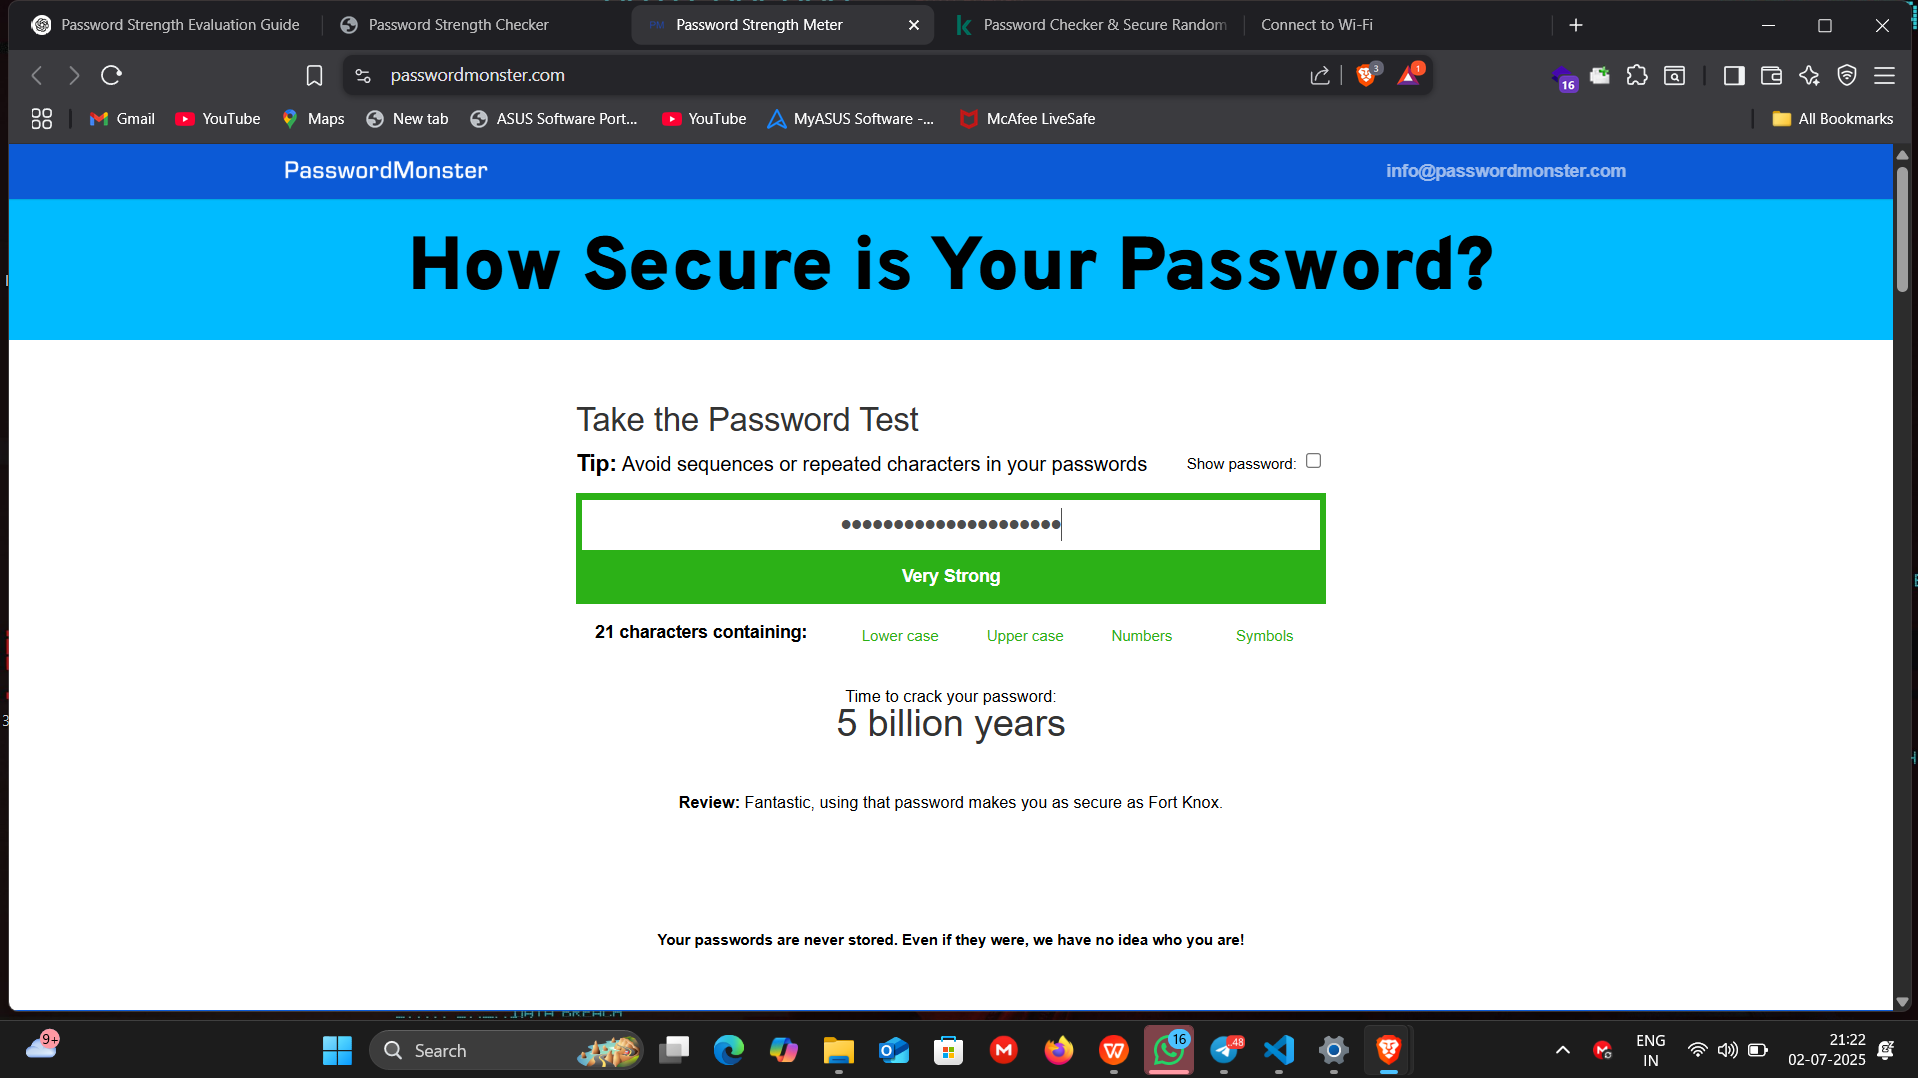 Password Strength Evaluation Guide
Password Strength Checker
PM Password Strength Meter
Password Checker & Secure Random
Connect to Wi-Fi
passwordmonster.com
3
1
16
Gmail
YouTube
Maps
New tab
ASUS Software Port...
YouTube
MyASUS Software -...
McAfee LiveSafe
All Bookmarks
PasswordMonster
info@passwordmonster.com
How Secure is Your Password?
Take the Password Test
Tip: Avoid sequences or repeated characters in your passwords
Show password:
•••••••••••••••••••••
Very Strong
21 characters containing:
Lower case
Upper case
Numbers
Symbols
Time to crack your password:
5 billion years
Review: Fantastic, using that password makes you as secure as Fort Knox.
Your passwords are never stored. Even if they were, we have no idea who you are!
9+
Search
16
48
ENG
IN
21:22
02-07-2025